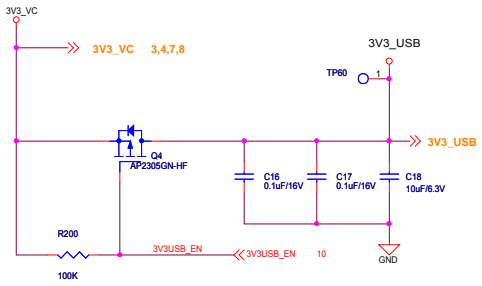 3V3_VC
3V3_VC 3,4,7,8
3V3_USB
TP60
1
3V3_USB
Q4
AP2305GN-HF
C16
0.1uF/16V
C17
0.1uF/16V
C18
10uF/6.3V
R200
100K
3V3USB_EN
3V3USB_EN 10
GND